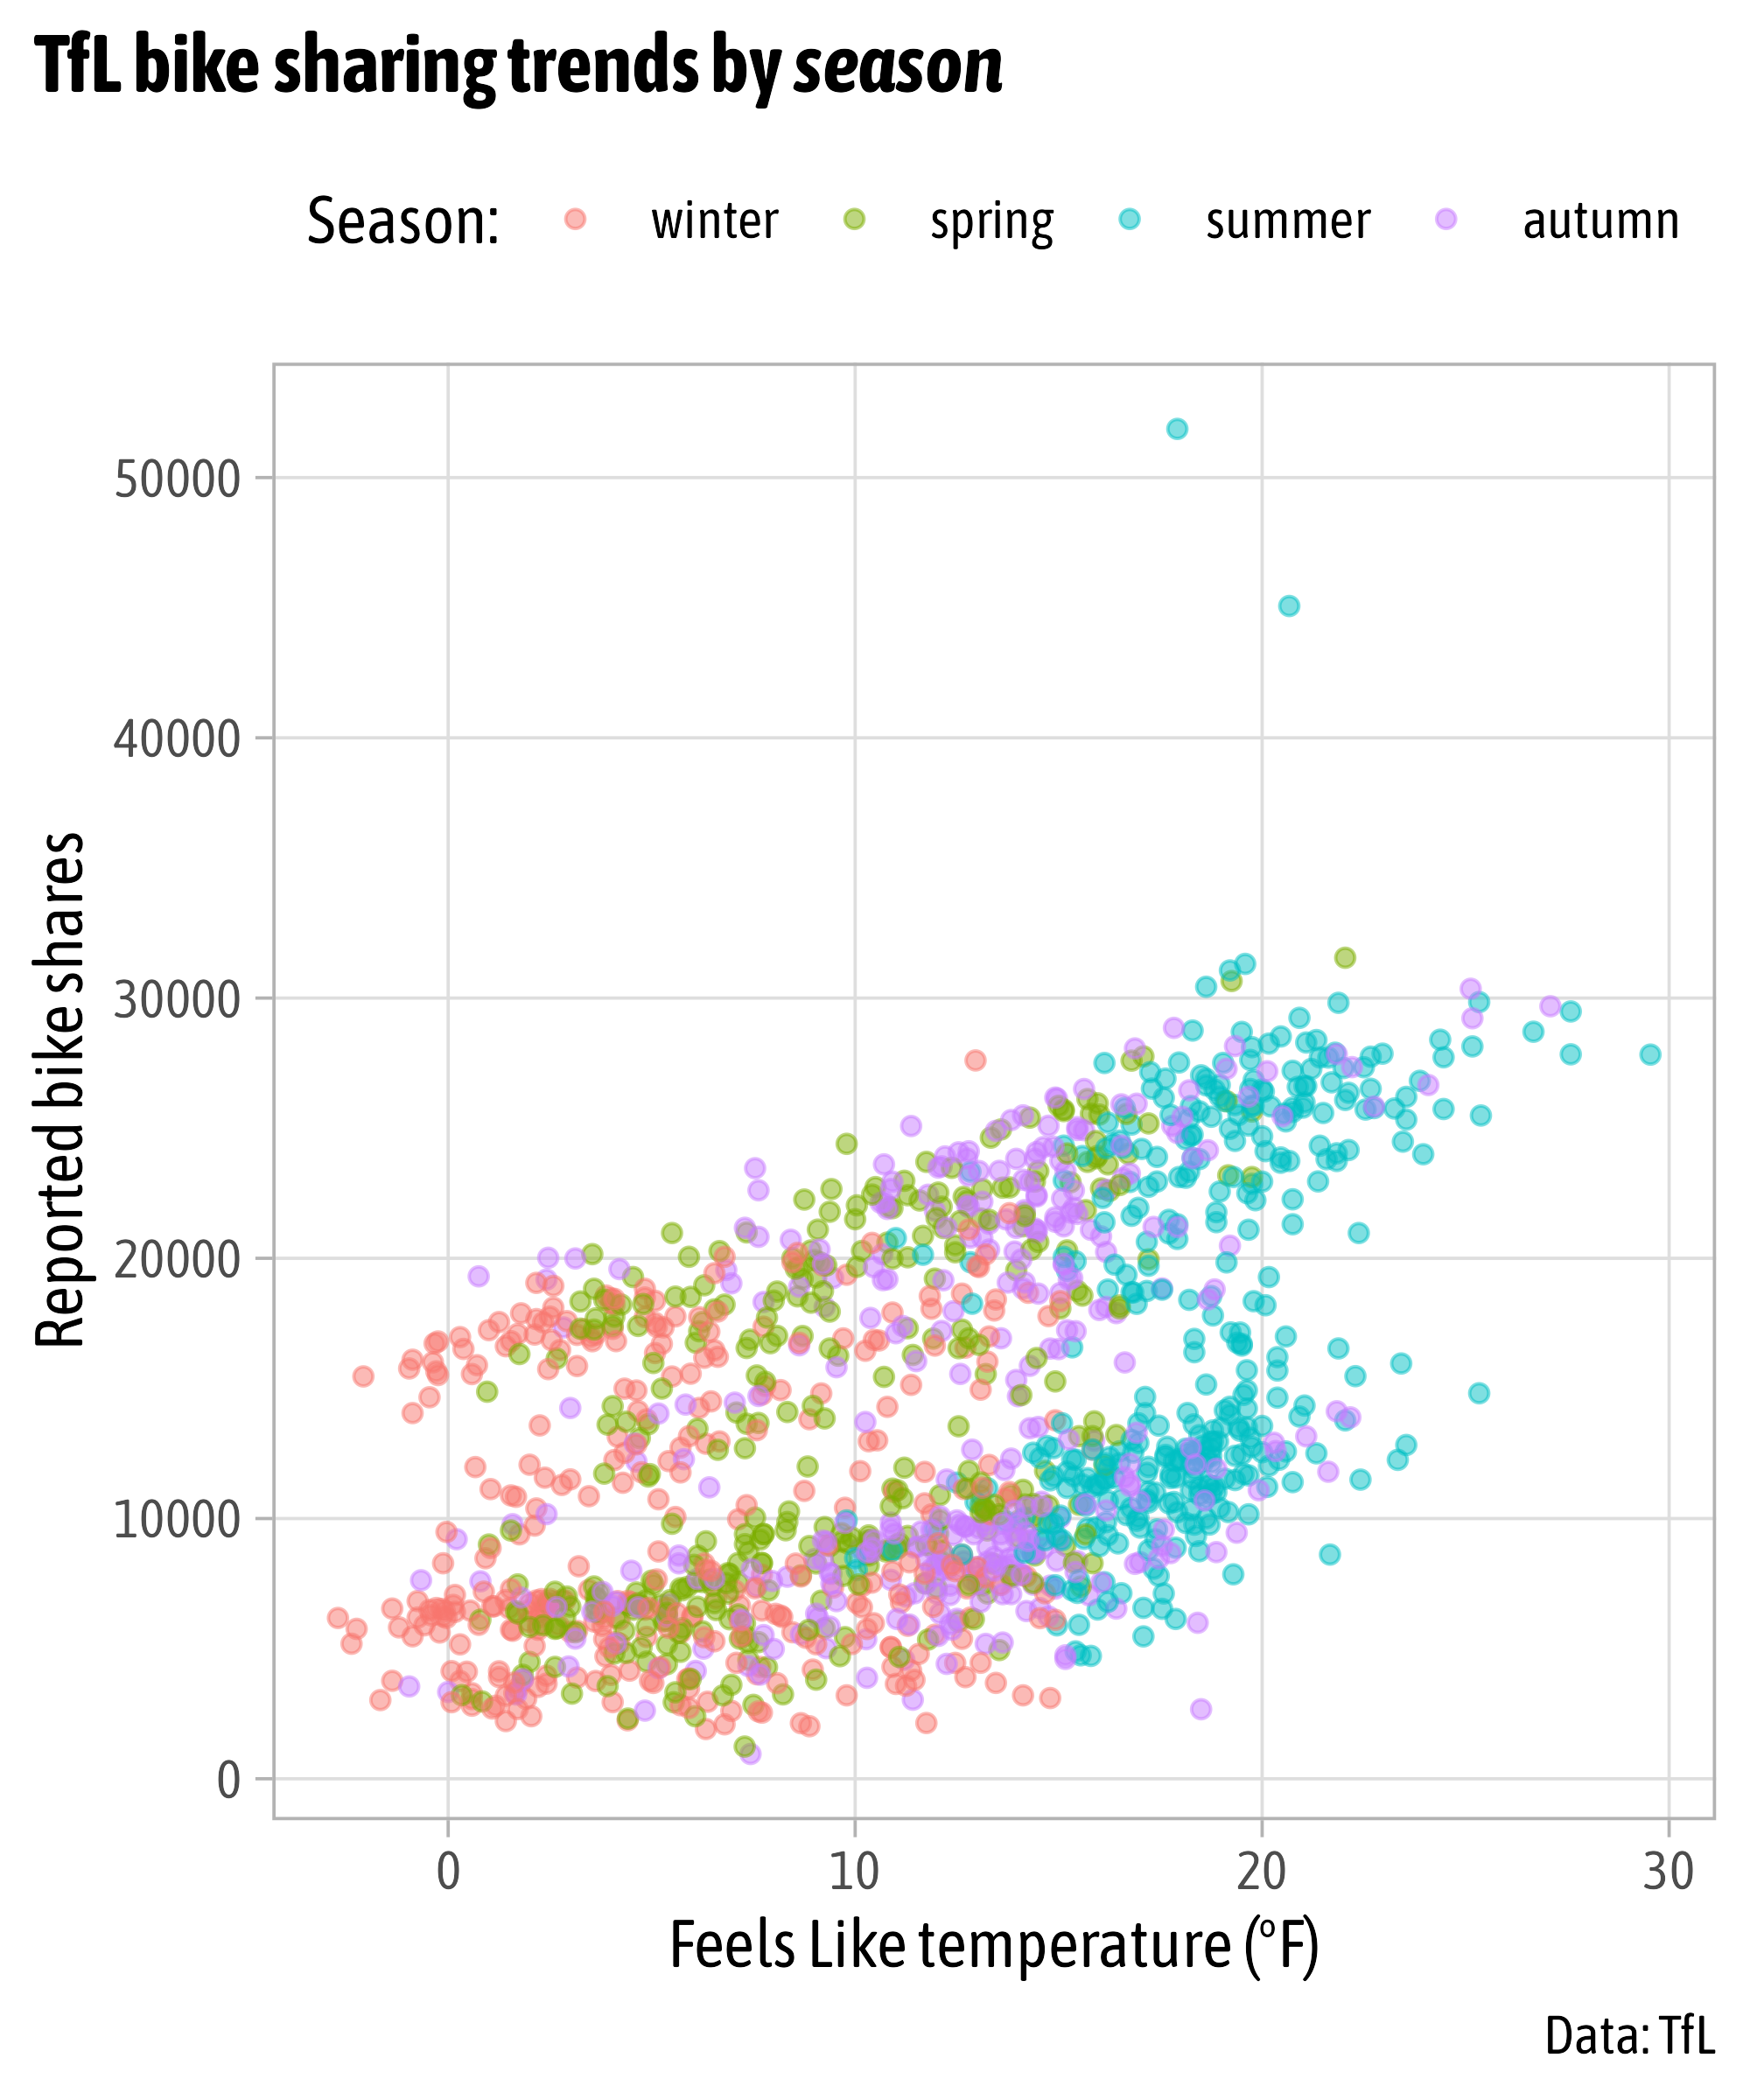 TfL bike sharing trends by season
Season: winter spring summer autumn
Reported bike shares
50000
40000
30000
20000
10000
0
0 10 20 30
Feels Like temperature (°F)
Data: TfL